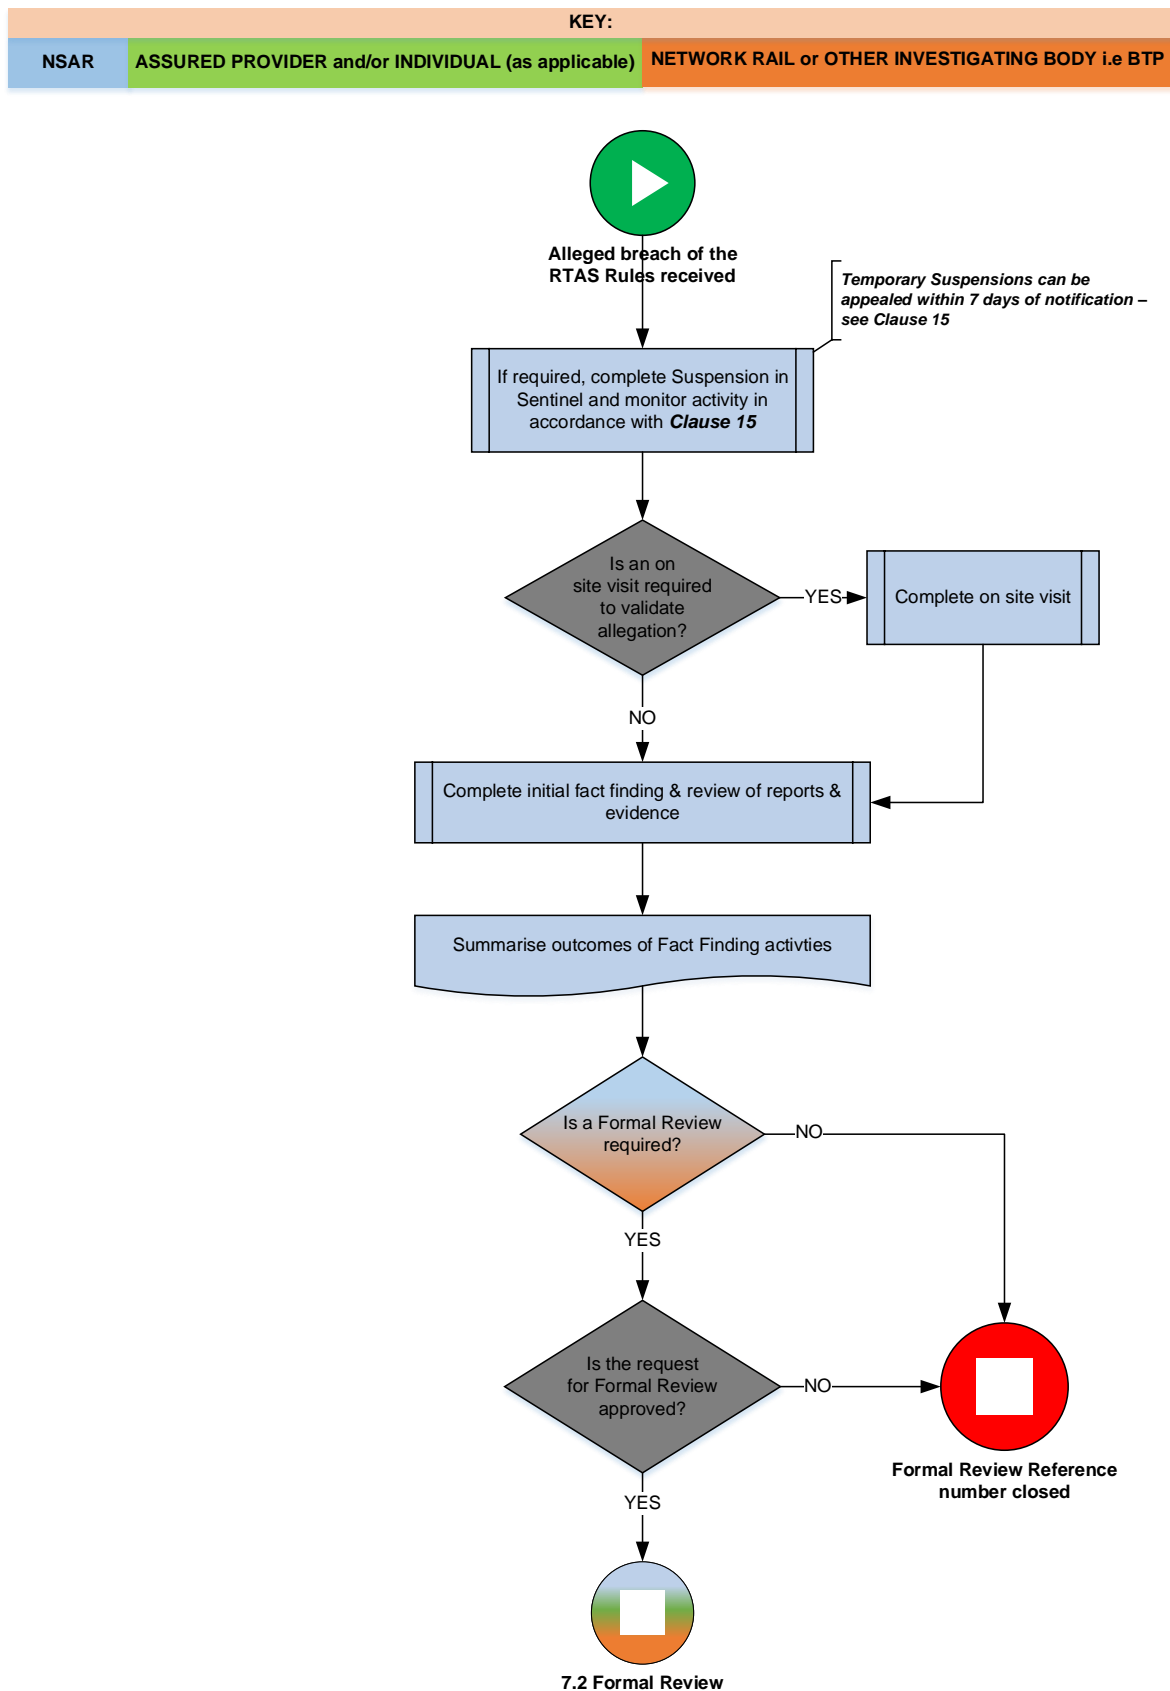 KEY:
NSAR
ASSURED PROVIDER and/or INDIVIDUAL (as applicable)
NETWORK RAIL or OTHER INVESTIGATING BODY i.e BTP
Alleged breach of the
RTAS Rules received
Temporary Suspensions can be
appealed within 7 days of notification –
see Clause 15
If required, complete Suspension in
Sentinel and monitor activity in
accordance with Clause 15
Is an on
site visit required
to validate
allegation?
YES
Complete on site visit
NO
Complete initial fact finding & review of reports &
evidence
Summarise outcomes of Fact Finding activties
Is a Formal Review
required?
NO
YES
Is the request
for Formal Review
approved?
NO
Formal Review Reference
number closed
YES
7.2 Formal Review